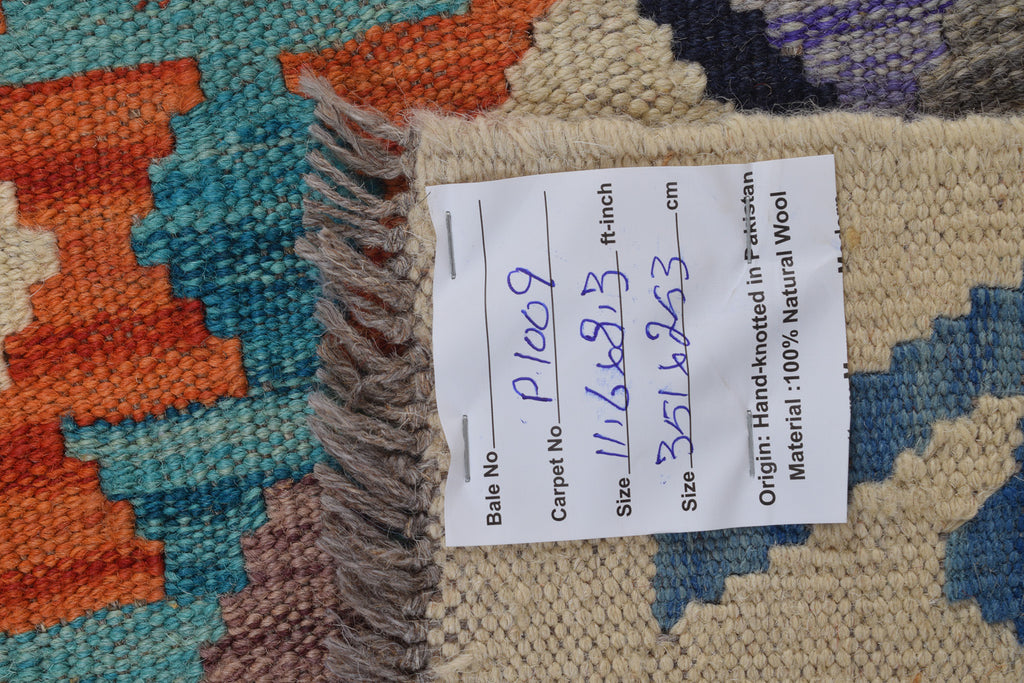 Bale No
Carpet No. P.1009
Size 11,6x8,3 ft-inch
Size 351x253 cm
Origin: Hand-knotted in Pakistan
Material :100% Natural Wool